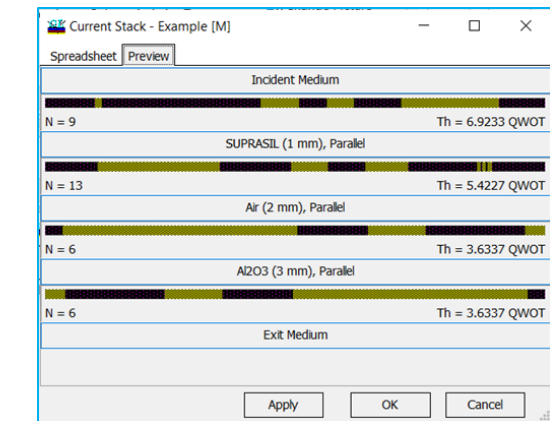 Current Stack - Example [M]
Spreadsheet Preview
Incident Medium
N = 9 Th = 6.9233 QWOT
SUPRASIL (1 mm), Parallel
N = 13 Th = 5.4227 QWOT
Air (2 mm), Parallel
N = 6 Th = 3.6337 QWOT
Al2O3 (3 mm), Parallel
N = 6 Th = 3.6337 QWOT
Exit Medium
Apply OK Cancel